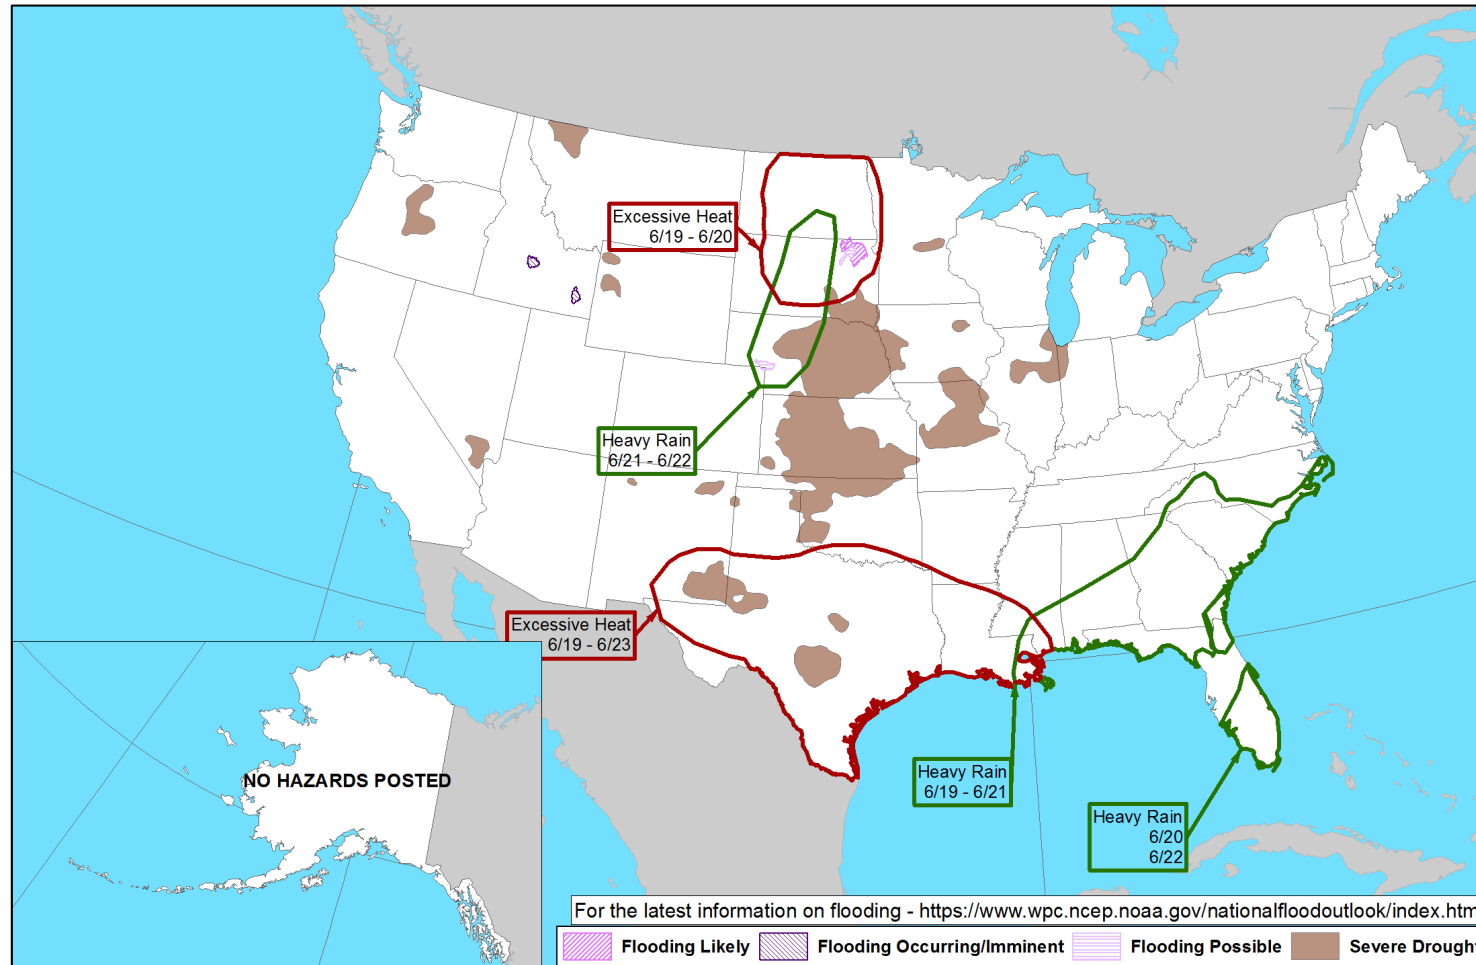 Excessive Heat
6/19 - 6/20
Heavy Rain
6/21 - 6/22
Excessive Heat
6/19 - 6/23
NO HAZARDS POSTED
Heavy Rain
6/19 - 6/21
Heavy Rain
6/20
6/22
For the latest information on flooding - https://www.wpc.ncep.noaa.gov/nationalfloodoutlook/index.htm
Flooding Likely
Flooding Occurring/Imminent
Flooding Possible
Severe Drought